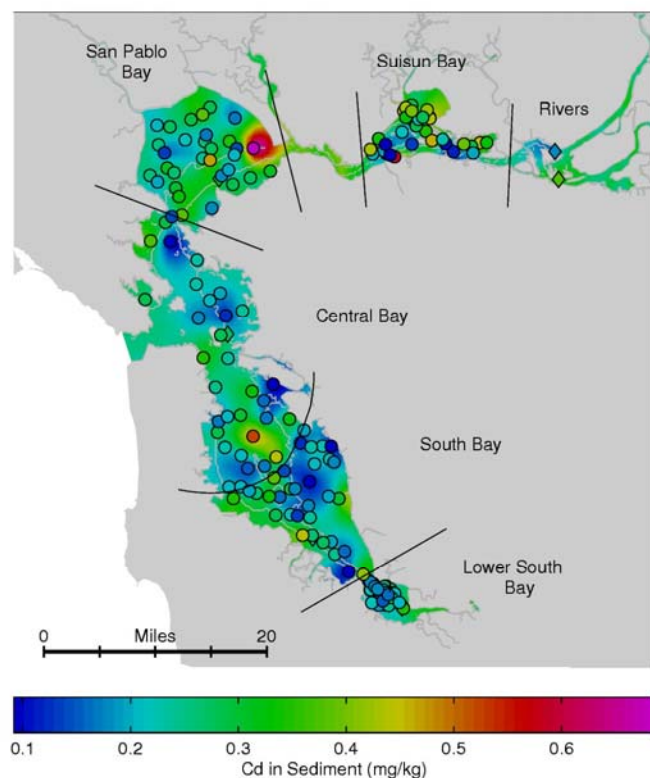 San Pablo
Bay
Suisun Bay
Rivers
Central Bay
South Bay
Lower South
Bay
0 Miles 20
0.1 0.2 0.3 0.4 0.5 0.6
Cd in Sediment (mg/kg)